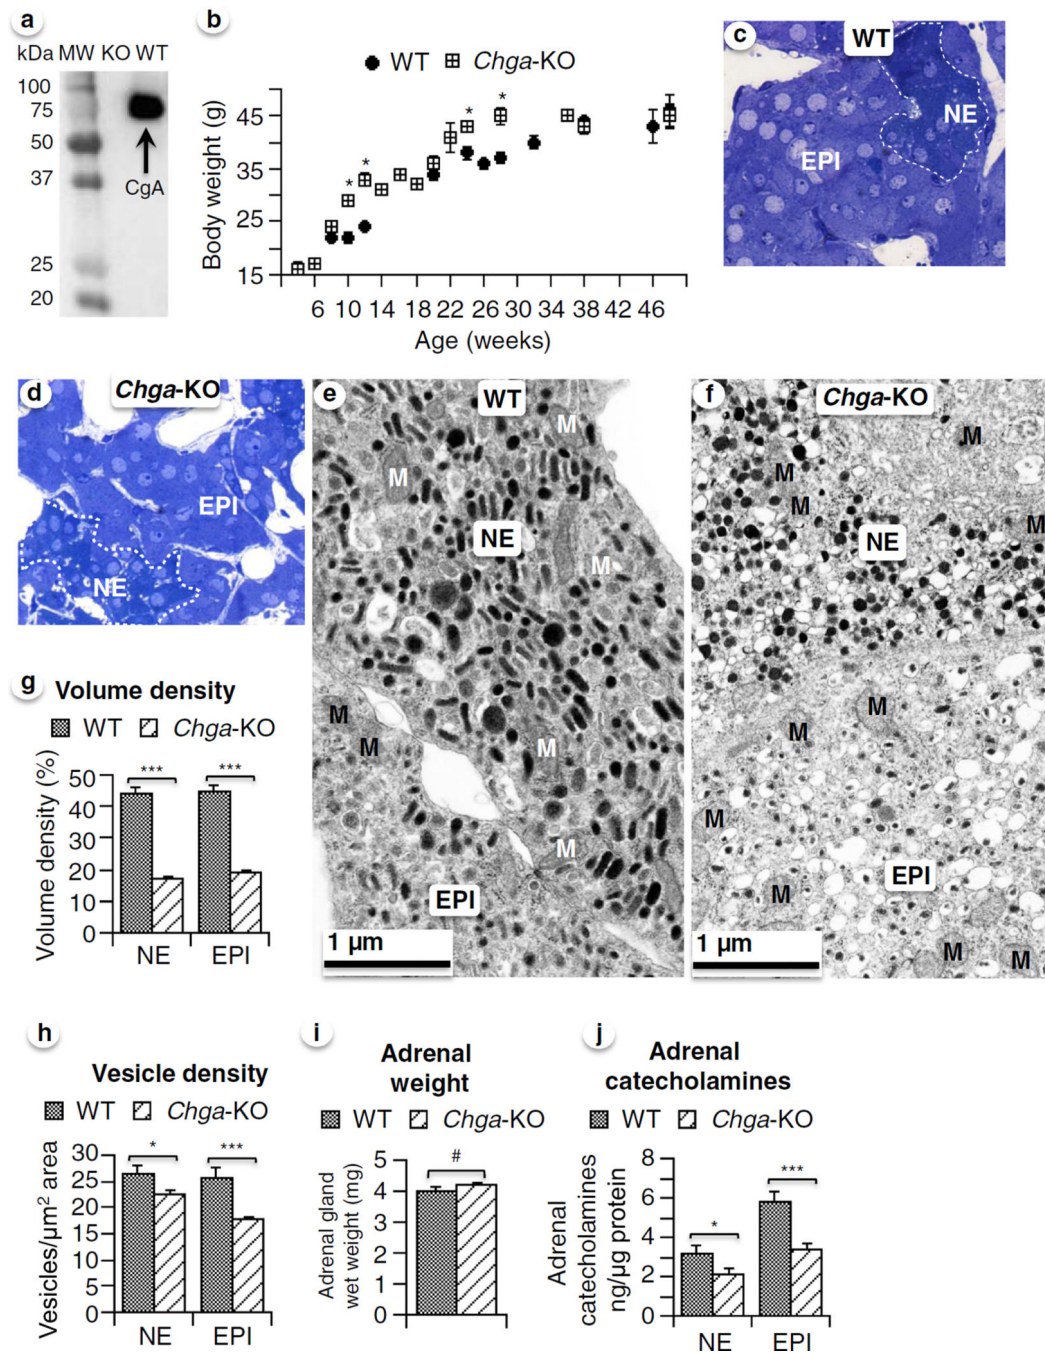 a
kDa MW KO WT
100
75
50
37
25
20
CgA
b
WT Chga-KO
Body weight (g)
45
35
25
15
* * * *
6 10 14 18 22 26 30 34 38 42 46
Age (weeks)
c
WT
NE
EPI
d
Chga-KO
EPI
NE
e
WT
M
M
NE
M
M
M
M
M
EPI
1 µm
f
Chga-KO
M
M
M
M
NE
M
M
M
EPI
M
M
M
1 µm
g
Volume density
WT Chga-KO
Volume density (%)
50
40
30
20
10
0
*** ***
NE EPI
h
Vesicle density
WT Chga-KO
Vesicles/µm² area
30
25
20
15
10
5
0
* ***
NE EPI
i
Adrenal
weight
WT Chga-KO
Adrenal gland
wet weight (mg)
5
4
3
2
1
0
#
j
Adrenal
catecholamines
WT Chga-KO
Adrenal
catecholamines
ng/µg protein
8
6
4
2
0
* ***
NE EPI